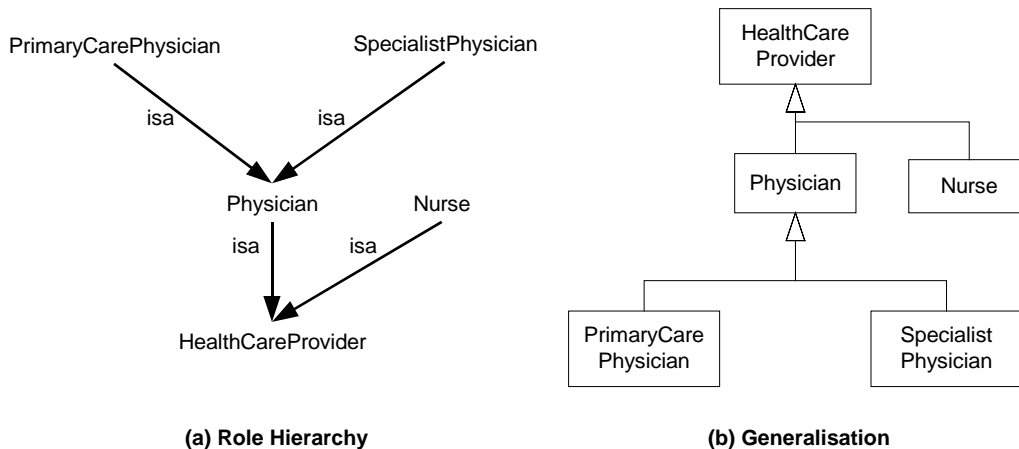 PrimaryCarePhysician
SpecialistPhysician
isa
isa
Physician
Nurse
isa
isa
HealthCareProvider
(a) Role Hierarchy
HealthCare
Provider
Physician
Nurse
PrimaryCare
Physician
Specialist
Physician
(b) Generalisation